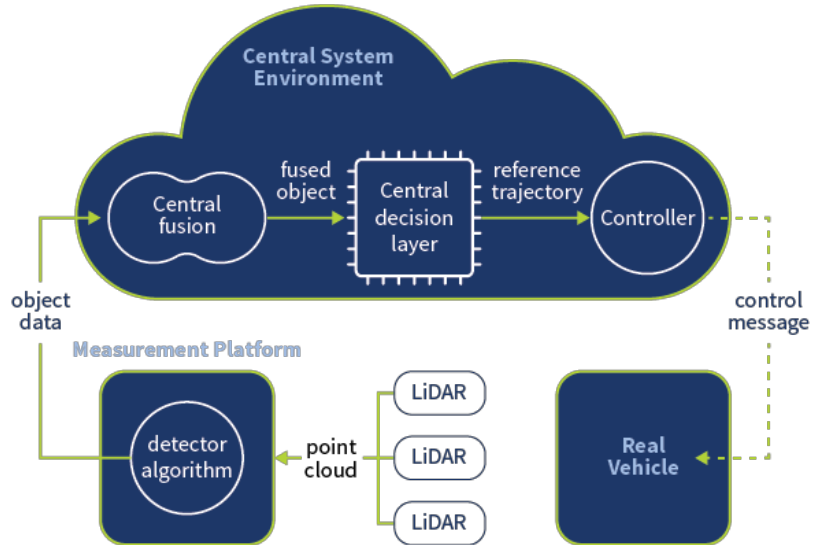 Central System
Environment
fused
object
reference
trajectory
Central
fusion
Central
decision
layer
Controller
object
data
control
message
Measurement Platform
LiDAR
detector
algorithm
point
cloud
LiDAR
Real
Vehicle
LiDAR